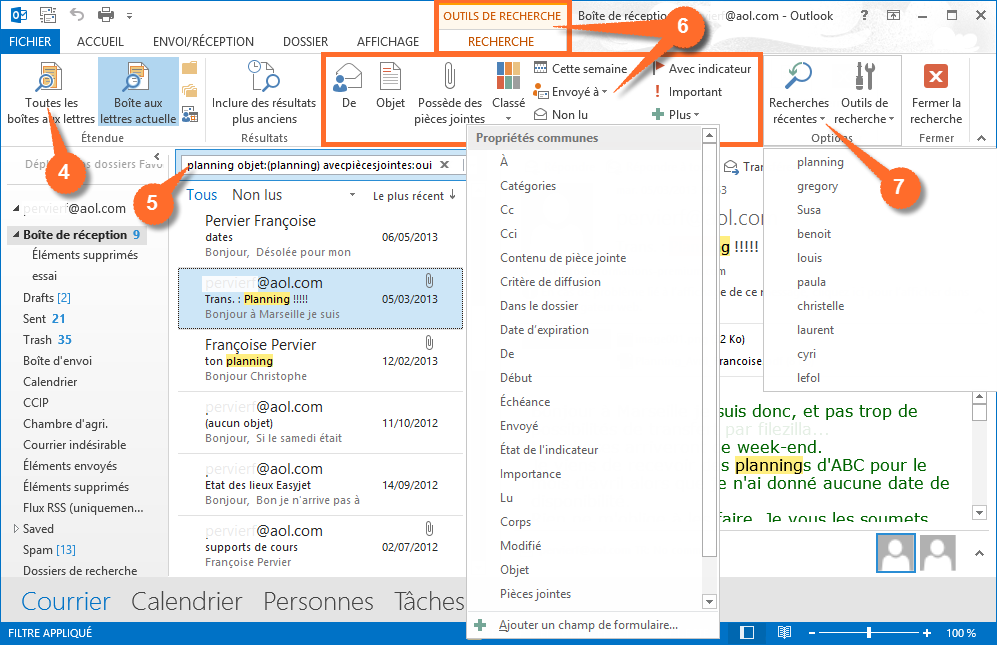 OUTILS DE RECHERCHE
Boîte de réception
@aol.com - Outlook
?
FICHIER
ACCUEIL
ENVOI/RÉCEPTION
DOSSIER
AFFICHAGE
RECHERCHE
6
Toutes les
boîtes aux lettres
Boîte aux
lettres actuelle
Étendue
Inclure des résultats
plus anciens
Résultats
De
Objet
Possède des
pièces jointes
Classé
Cette semaine
Envoyé à
Non lu
Avec indicateur
Important
Plus
Recherches
récentes
Outils de
recherche
Options
Fermer la
recherche
Fermer
4
5
7
dossiers Favo
@aol.com
Boîte de réception 9
Éléments supprimés
essai
Drafts [2]
Sent 21
Trash 35
Boîte d'envoi
Calendrier
CCIP
Chambre d'agri.
Courrier indésirable
Éléments envoyés
Éléments supprimés
Flux RSS (uniquemen...
Saved
Spam [13]
Dossiers de recherche
planning objet:(planning) avecpiècesjointes:oui
Tous Non lus
Le plus récent
Pervier Françoise
dates 06/05/2013
Bonjour, Désolée pour mon
pervierf@aol.com
Trans. : Planning !!!!! 05/03/2013
Bonjour à Marseille je suis
Françoise Pervier
ton planning 12/02/2013
Bonjour Christophe
pervierf@aol.com
(aucun objet) 11/10/2012
Bonjour, Si le samedi était
pervierf@aol.com
Etat des lieux Easyjet 14/09/2012
Bonjour, Bon je n'arrive pas à
pervierf@aol.com
supports de cours 02/07/2012
Françoise Pervier
Propriétés communes
À
Catégories
Cc
Cci
Contenu de pièce jointe
Critère de diffusion
Dans le dossier
Date d'expiration
De
Début
Échéance
Envoyé
État de l'indicateur
Importance
Lu
Corps
Modifié
Objet
Pièces jointes
Ajouter un champ de formulaire...
Tran
3
ol.co
g !!!!!
m
e de ce r
2 Ko)
rancoise
planning
gregory
Susa
benoit
louis
paula
christelle
laurent
cyri
lefol
suis donc, et pas trop de
par filezilla...
e week-end.
s plannings d'ABC pour le
e n'ai donné aucune date de
faire. Je vous les soumets
Courrier Calendrier Personnes Tâches
FILTRE APPLIQUÉ
100 %